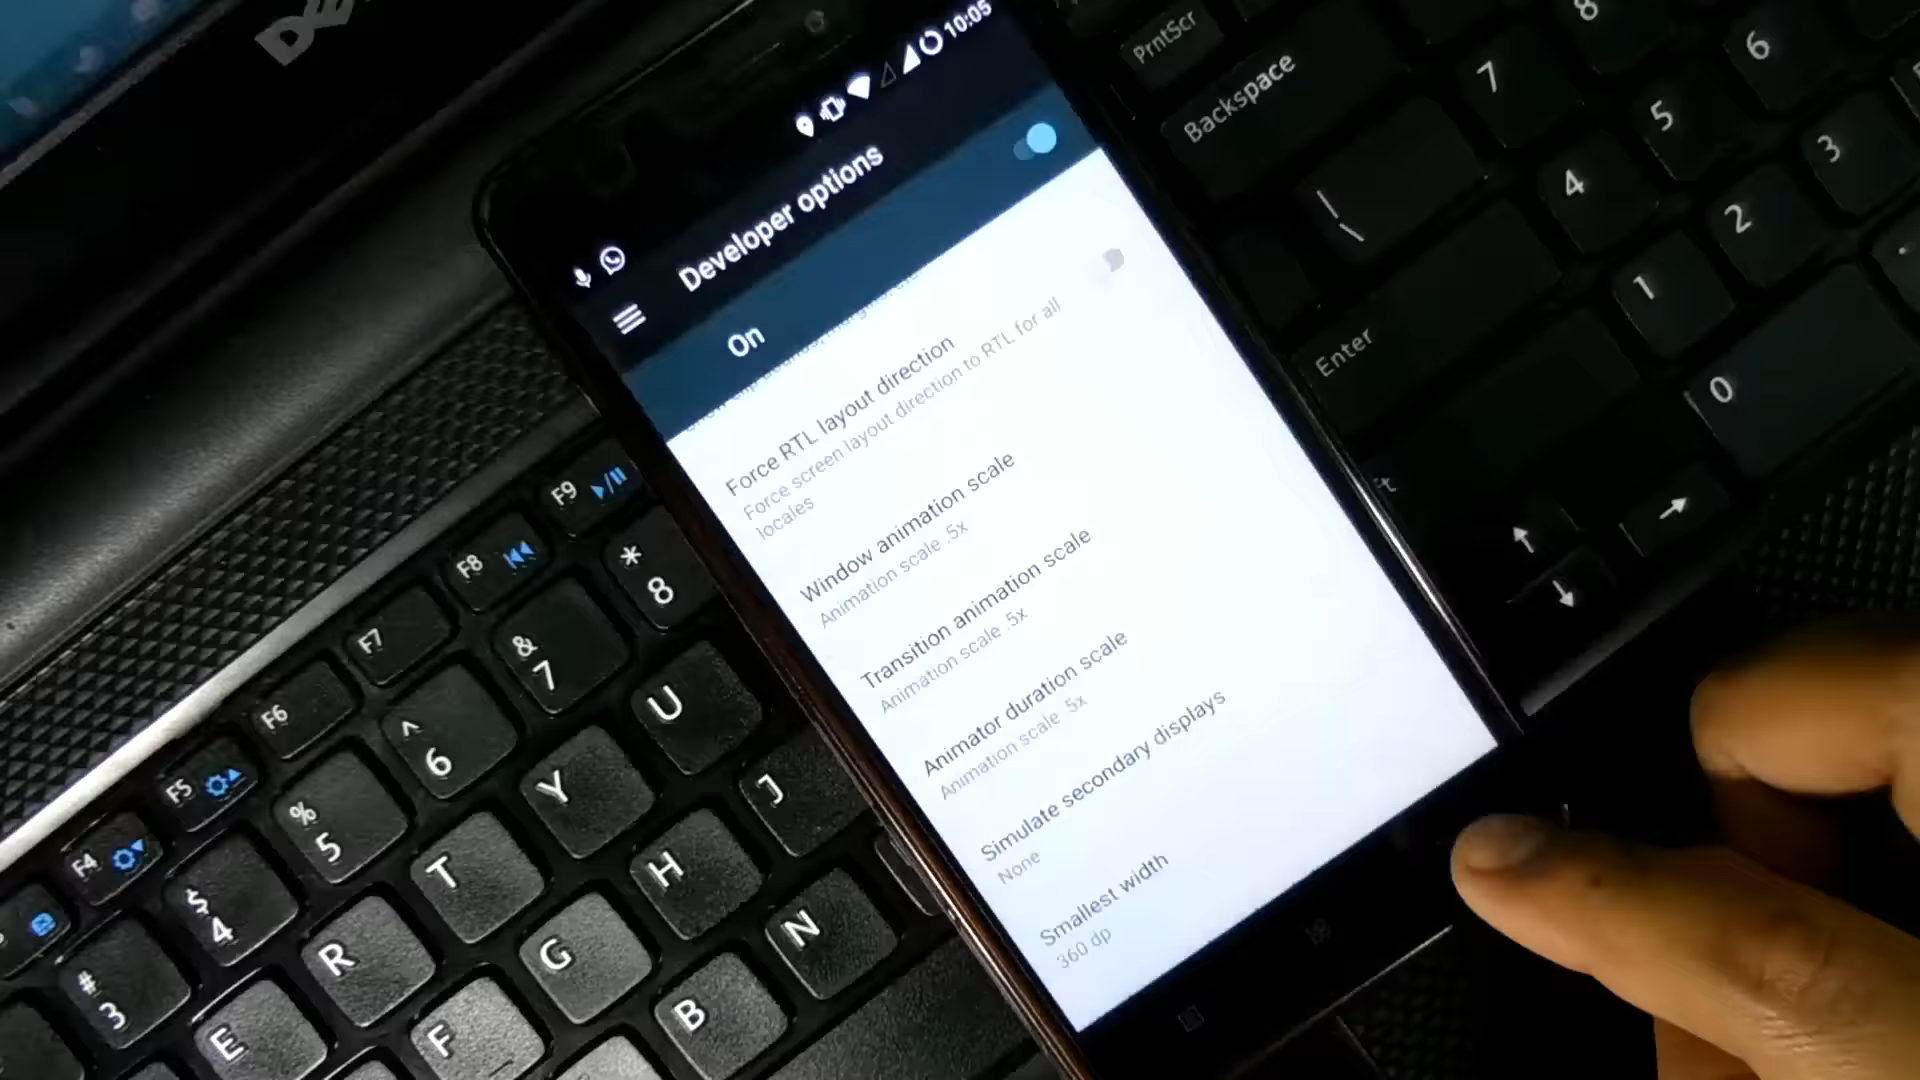 DELL
10:05
Developer options
On
Force RTL layout direction
Force screen layout direction to RTL for all
locales
Window animation scale
Animation scale .5x
Transition animation scale
Animation scale .5x
Animator duration scale
Animation scale .5x
Simulate secondary displays
None
Smallest width
360 dp
PrntScr
Backspace
7
8
6
|
\
4
5
3
Enter
1
2
0
F9
F8
F7
F6
F5
F4
*
8
&
7
^
6
%
5
$
4
#
3
U
Y
T
R
E
J
H
G
F
N
B